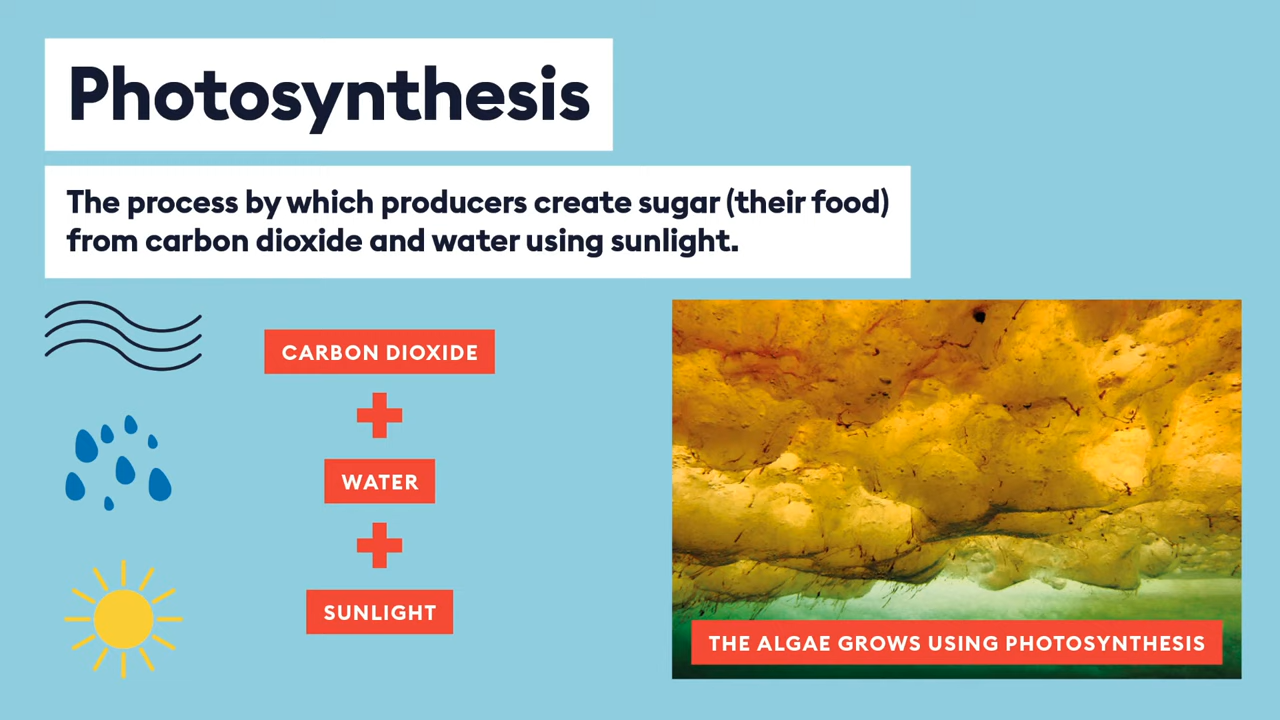 Photosynthesis
The process by which producers create sugar (their food)
from carbon dioxide and water using sunlight.
CARBON DIOXIDE
+
WATER
+
SUNLIGHT
THE ALGAE GROWS USING PHOTOSYNTHESIS